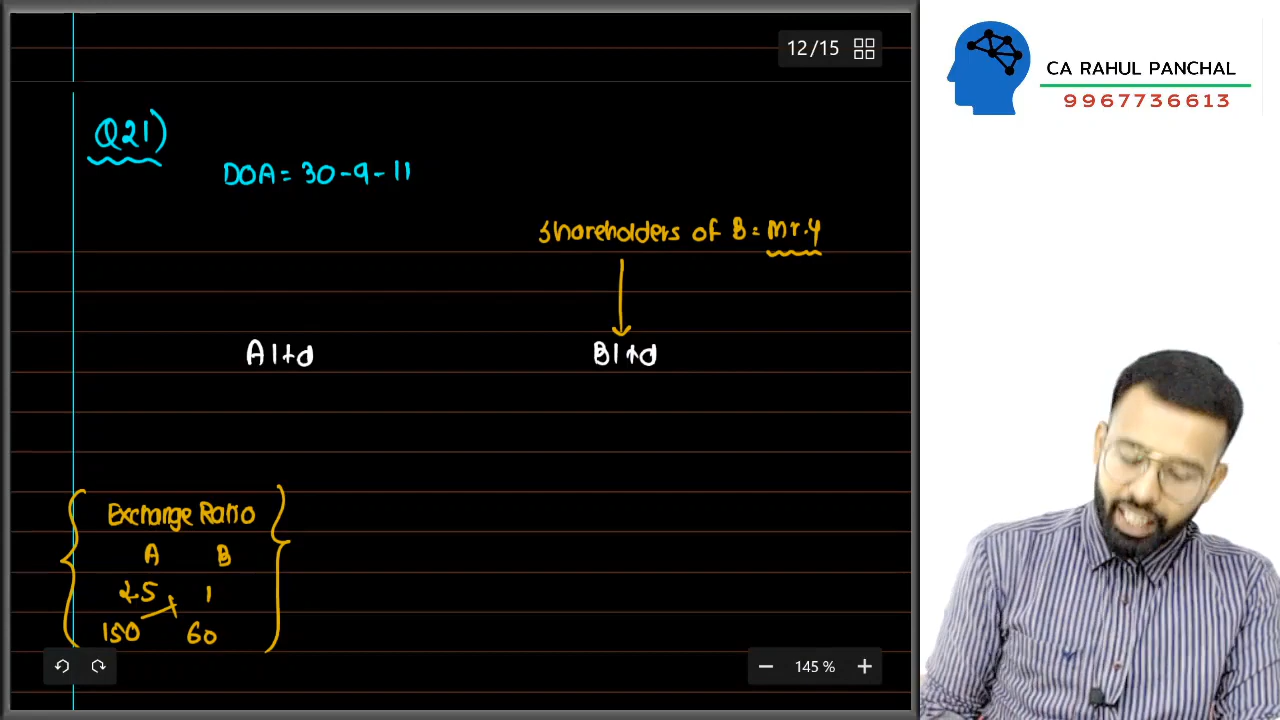 12/15
CA RAHUL PANCHAL
9967736613
Q21)
DOA = 30-9-11
Shareholders of B = Mr. Y
A ltd
B ltd
Exchange Ratio
A B
2.5 1
150 60
145 %